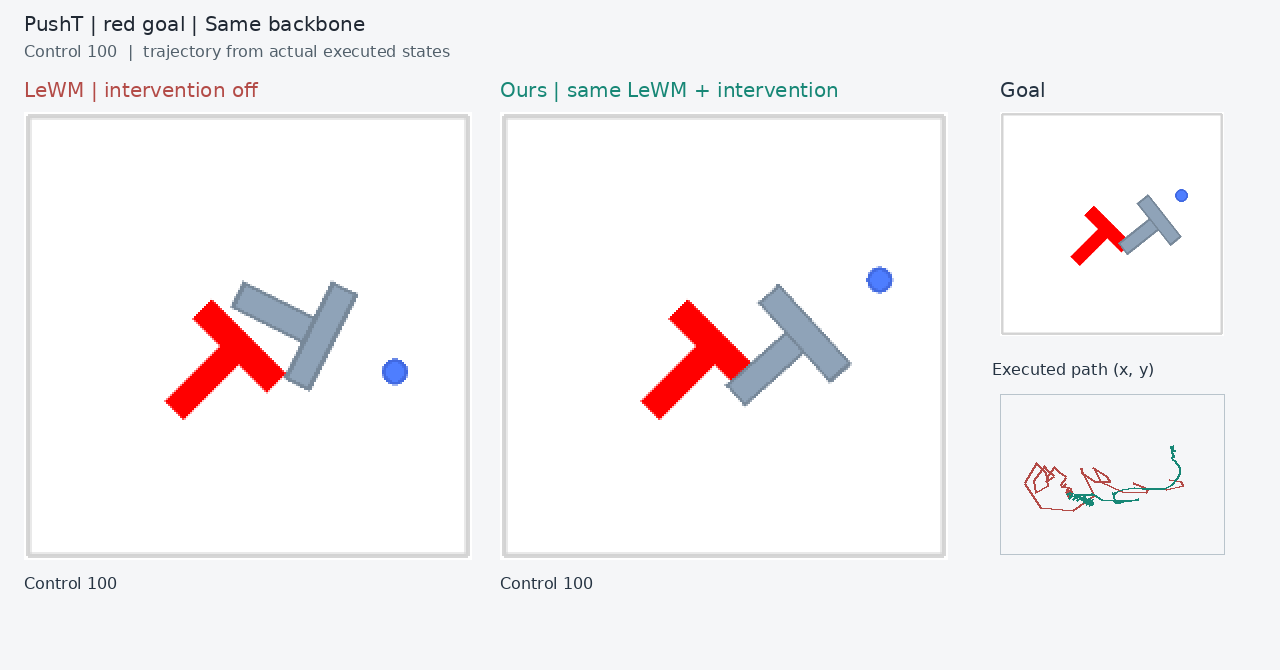 PushT | red goal | Same backbone
Control 100 | trajectory from actual executed states
LeWM | intervention off
Ours | same LeWM + intervention
Goal
Executed path (x, y)
Control 100
Control 100